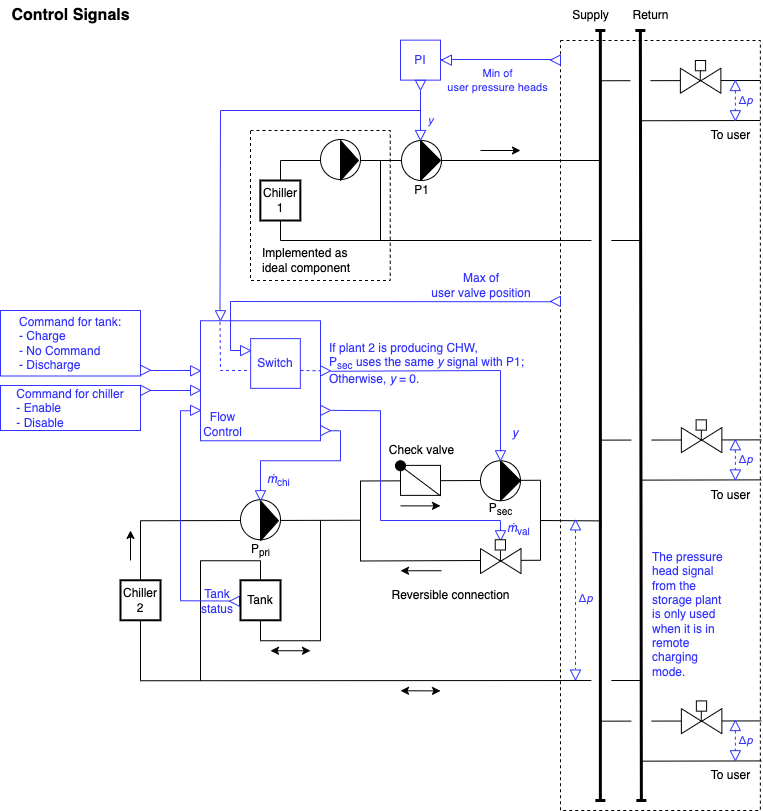 Control Signals
Supply
Return
PI
Min of
user pressure heads
Δp
y
To user
P1
Chiller
1
Implemented as
ideal component
Max of
user valve position
Command for tank:
- Charge
- No Command
- Discharge
Switch
If plant 2 is producing CHW,
Psec uses the same y signal with P1;
Otherwise, y = 0.
Command for chiller
- Enable
- Disable
Flow
Control
y
Check valve
Δp
To user
ṁchi
Psec
ṁval
Ppri
The pressure
head signal
from the
storage plant
is only used
when it is in
remote
charging
mode.
Chiller
2
Tank
status
Tank
Reversible connection
Δp
Δp
To user